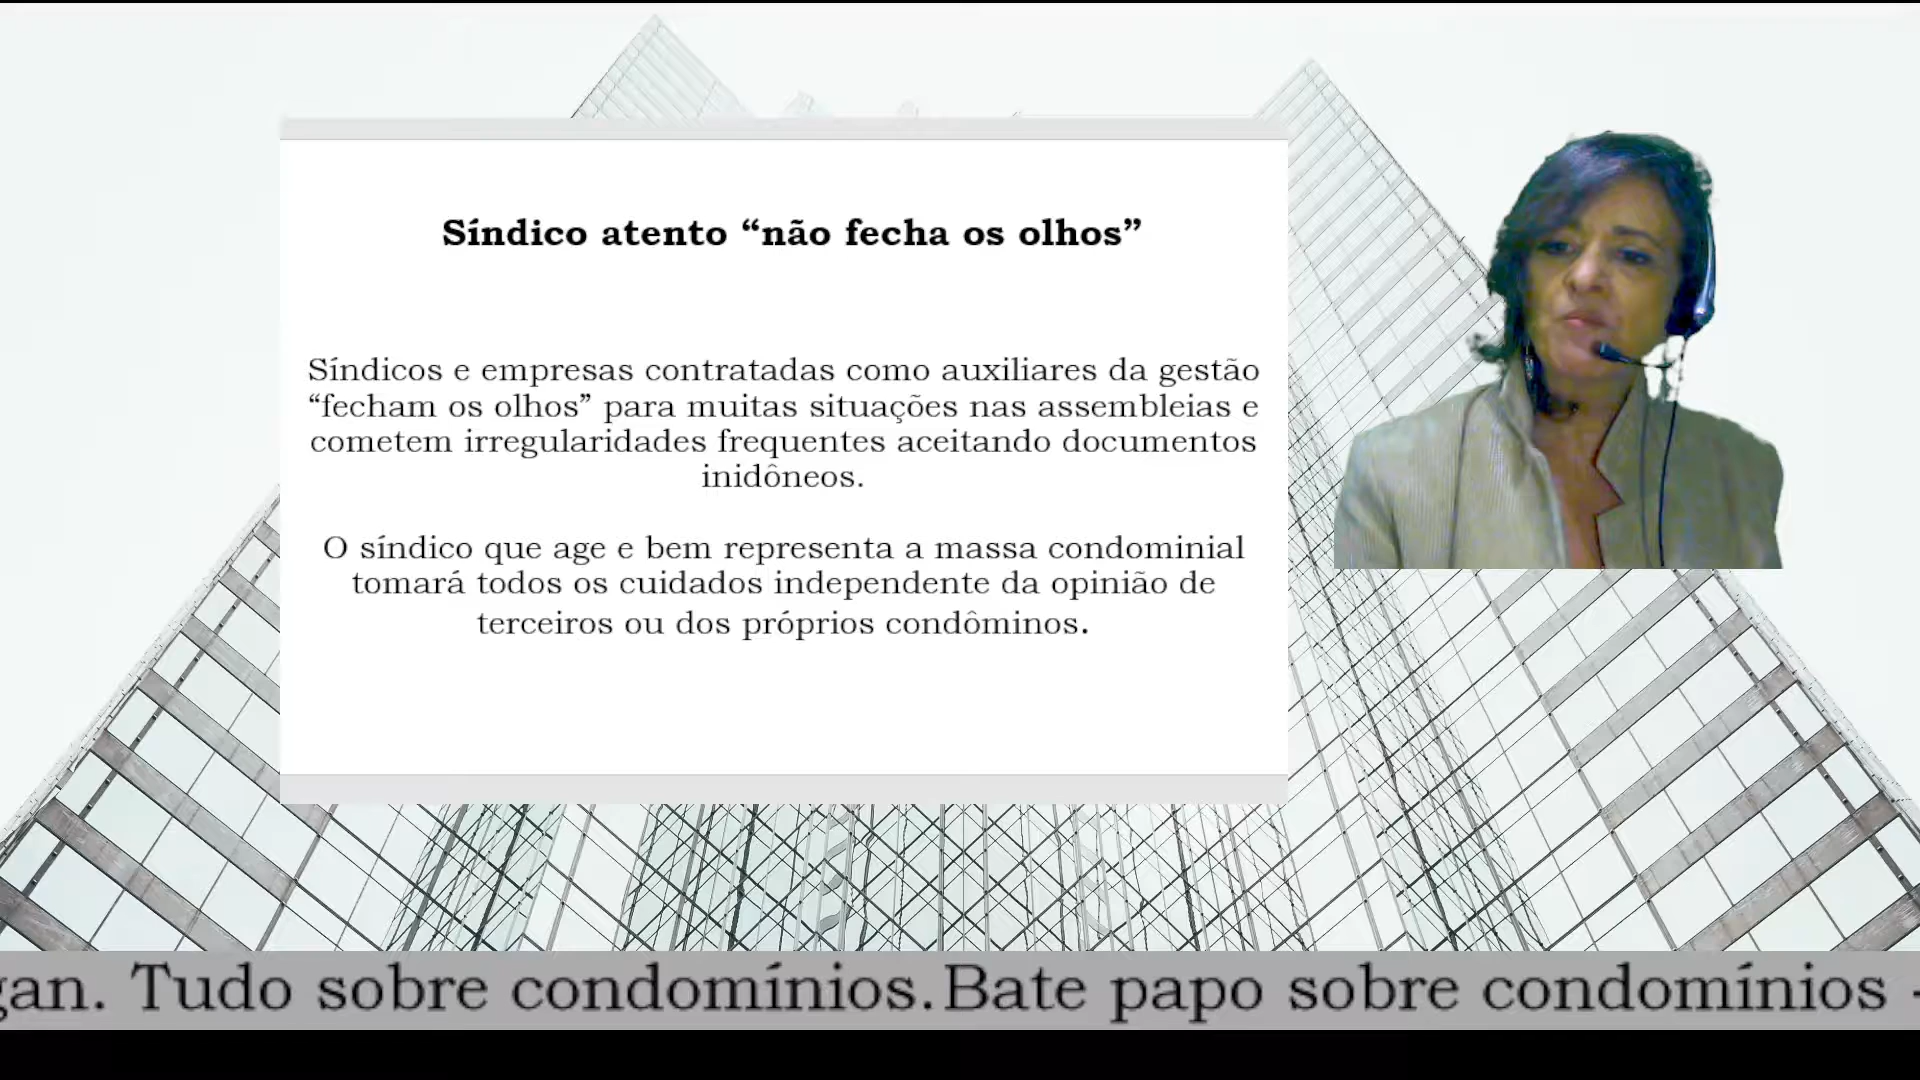 Síndico atento “não fecha os olhos”
Síndicos e empresas contratadas como auxiliares da gestão
“fecham os olhos” para muitas situações nas assembleias e
cometem irregularidades frequentes aceitando documentos
inidôneos.
O síndico que age e bem representa a massa condominial
tomará todos os cuidados independente da opinião de
terceiros ou dos próprios condôminos.
gan. Tudo sobre condomínios. Bate papo sobre condomínios -